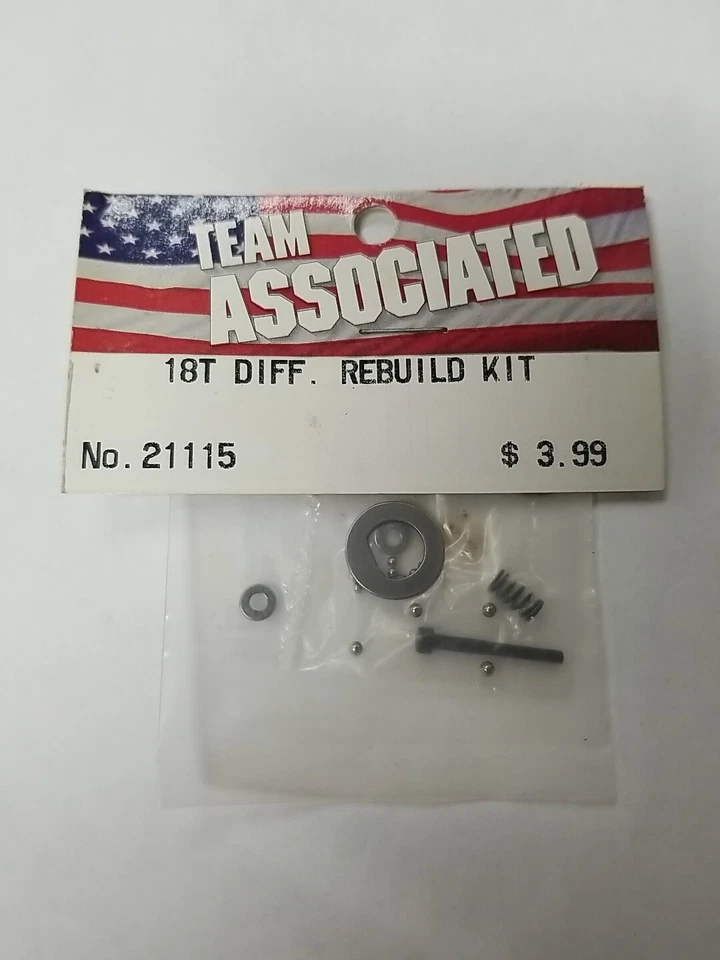 TEAM
ASSOCIATED
18T DIFF. REBUILD KIT
No. 21115 $ 3.99